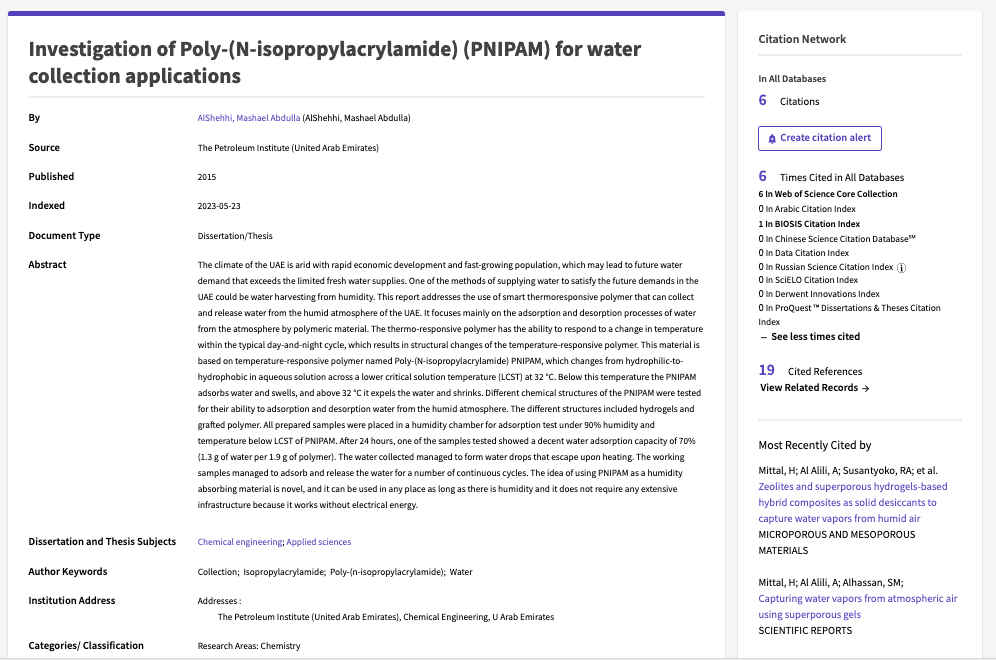 Investigation of Poly-(N-isopropylacrylamide) (PNIPAM) for water
collection applications
By
AlShehhi, Mashael Abdulla (AlShehhi, Mashael Abdulla)
Source
The Petroleum Institute (United Arab Emirates)
Published
2015
Indexed
2023-05-23
Document Type
Dissertation/Thesis
Abstract
The climate of the UAE is arid with rapid economic development and fast-growing population, which may lead to future water
demand that exceeds the limited fresh water supplies. One of the methods of supplying water to satisfy the future demands in the
UAE could be water harvesting from humidity. This report addresses the use of smart thermoresponsive polymer that can collect
and release water from the humid atmosphere of the UAE. It focuses mainly on the adsorption and desorption processes of water
from the atmosphere by polymeric material. The thermo-responsive polymer has the ability to respond to a change in temperature
within the typical day-and-night cycle, which results in structural changes of the temperature-responsive polymer. This material is
based on temperature-responsive polymer named Poly-(N-isopropylacrylamide) PNIPAM, which changes from hydrophilic-to-
hydrophobic in aqueous solution across a lower critical solution temperature (LCST) at 32 °C. Below this temperature the PNIPAM
adsorbs water and swells, and above 32 °C it expels the water and shrinks. Different chemical structures of the PNIPAM were tested
for their ability to adsorption and desorption water from the humid atmosphere. The different structures included hydrogels and
grafted polymer. All prepared samples were placed in a humidity chamber for adsorption test under 90% humidity and
temperature below LCST of PNIPAM. After 24 hours, one of the samples tested showed a decent water adsorption capacity of 70%
(1.3 g of water per 1.9 g of polymer). The water collected managed to form water drops that escape upon heating. The working
samples managed to adsorb and release the water for a number of continuous cycles. The idea of using PNIPAM as a humidity
absorbing material is novel, and it can be used in any place as long as there is humidity and it does not require any extensive
infrastructure because it works without electrical energy.
Dissertation and Thesis Subjects
Chemical engineering; Applied sciences
Author Keywords
Collection; Isopropylacrylamide; Poly-(n-isopropylacrylamide); Water
Institution Address
Addresses :
The Petroleum Institute (United Arab Emirates), Chemical Engineering, U Arab Emirates
Categories/ Classification
Research Areas: Chemistry
Citation Network
In All Databases
6 Citations
Create citation alert
6 Times Cited in All Databases
6 In Web of Science Core Collection
0 In Arabic Citation Index
1 In BIOSIS Citation Index
0 In Chinese Science Citation Database℠
0 In Data Citation Index
0 In Russian Science Citation Index
0 In SciELO Citation Index
0 In Derwent Innovations Index
0 In ProQuest ™ Dissertations & Theses Citation
Index
– See less times cited
19 Cited References
View Related Records →
Most Recently Cited by
Mittal, H; Al Alili, A; Susantyoko, RA; et al.
Zeolites and superporous hydrogels-based
hybrid composites as solid desiccants to
capture water vapors from humid air
MICROPOROUS AND MESOPOROUS
MATERIALS
Mittal, H; Al Alili, A; Alhassan, SM;
Capturing water vapors from atmospheric air
using superporous gels
SCIENTIFIC REPORTS